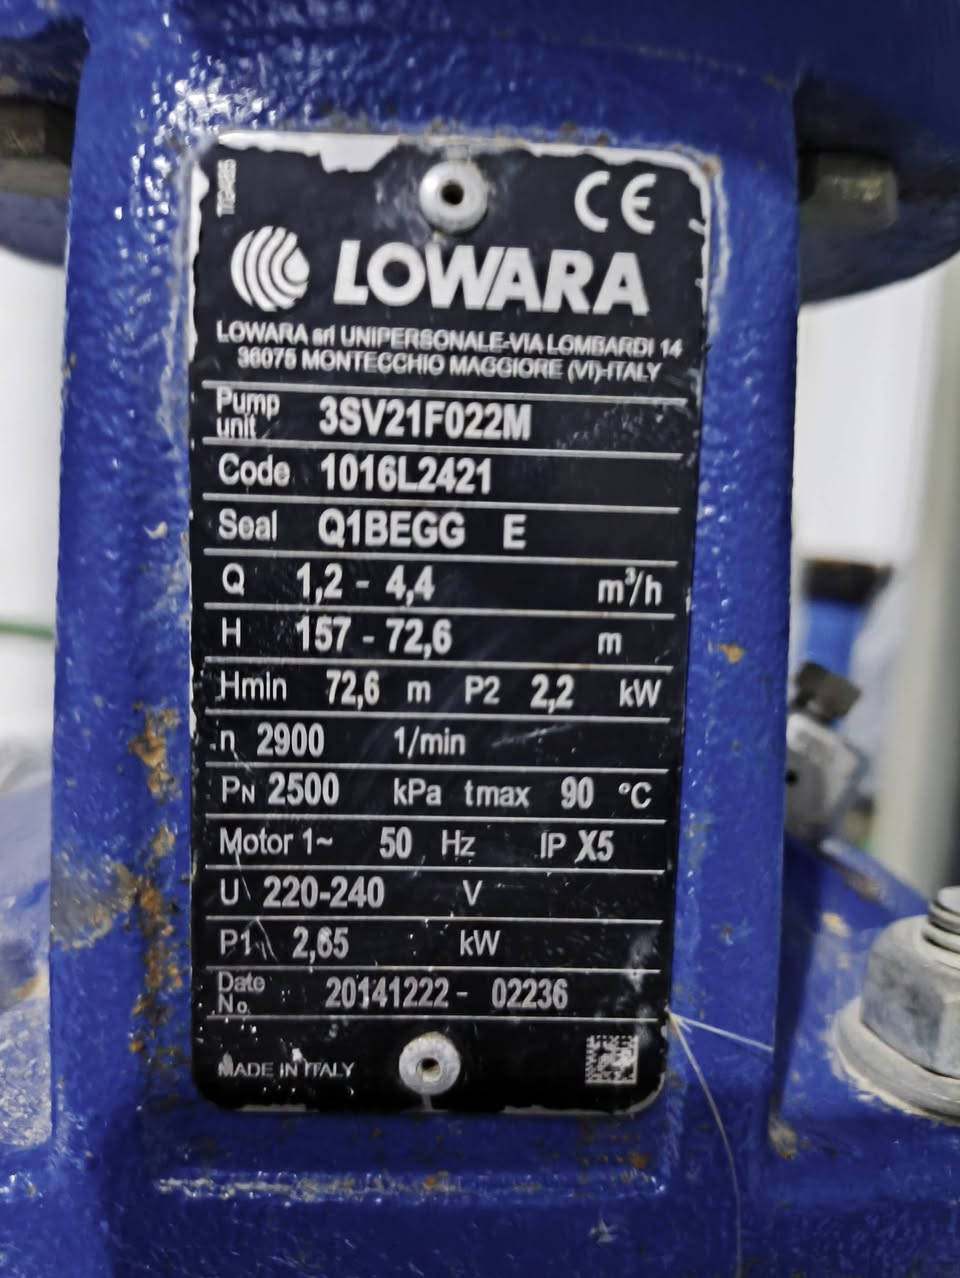 CE
LOWARA
LOWARA srl UNIPERSONALE-VIA LOMBARDI 14
36075 MONTECCHIO MAGGIORE (VI)-ITALY
Pump unit 3SV21F022M
Code 1016L2421
Seal Q1BEGG E
Q 1,2 - 4,4 m³/h
H 157 - 72,6 m
Hmin 72,6 m P2 2,2 kW
n 2900 1/min
PN 2500 kPa tmax 90 °C
Motor 1~ 50 Hz IP X5
U 220-240 V
P1 2,65 kW
Date No. 20141222 - 02236
MADE IN ITALY